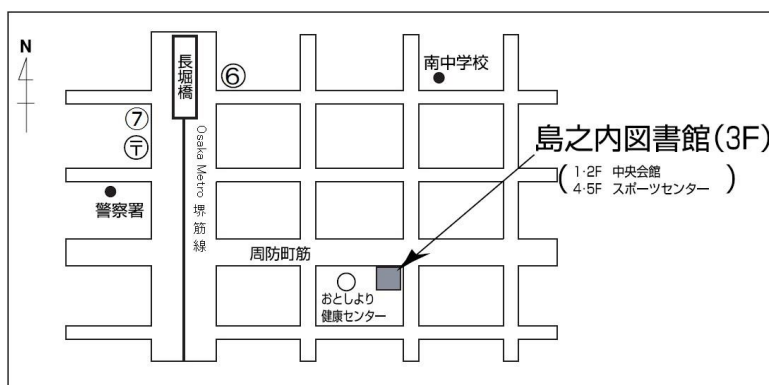 N
長堀橋
⑥
南中学校
⑦
〒
Osaka Metro 堺筋線
島之内図書館(3F)
(1·2F 中央会館
4·5F スポーツセンター)
警察署
周防町筋
おとしより
健康センター